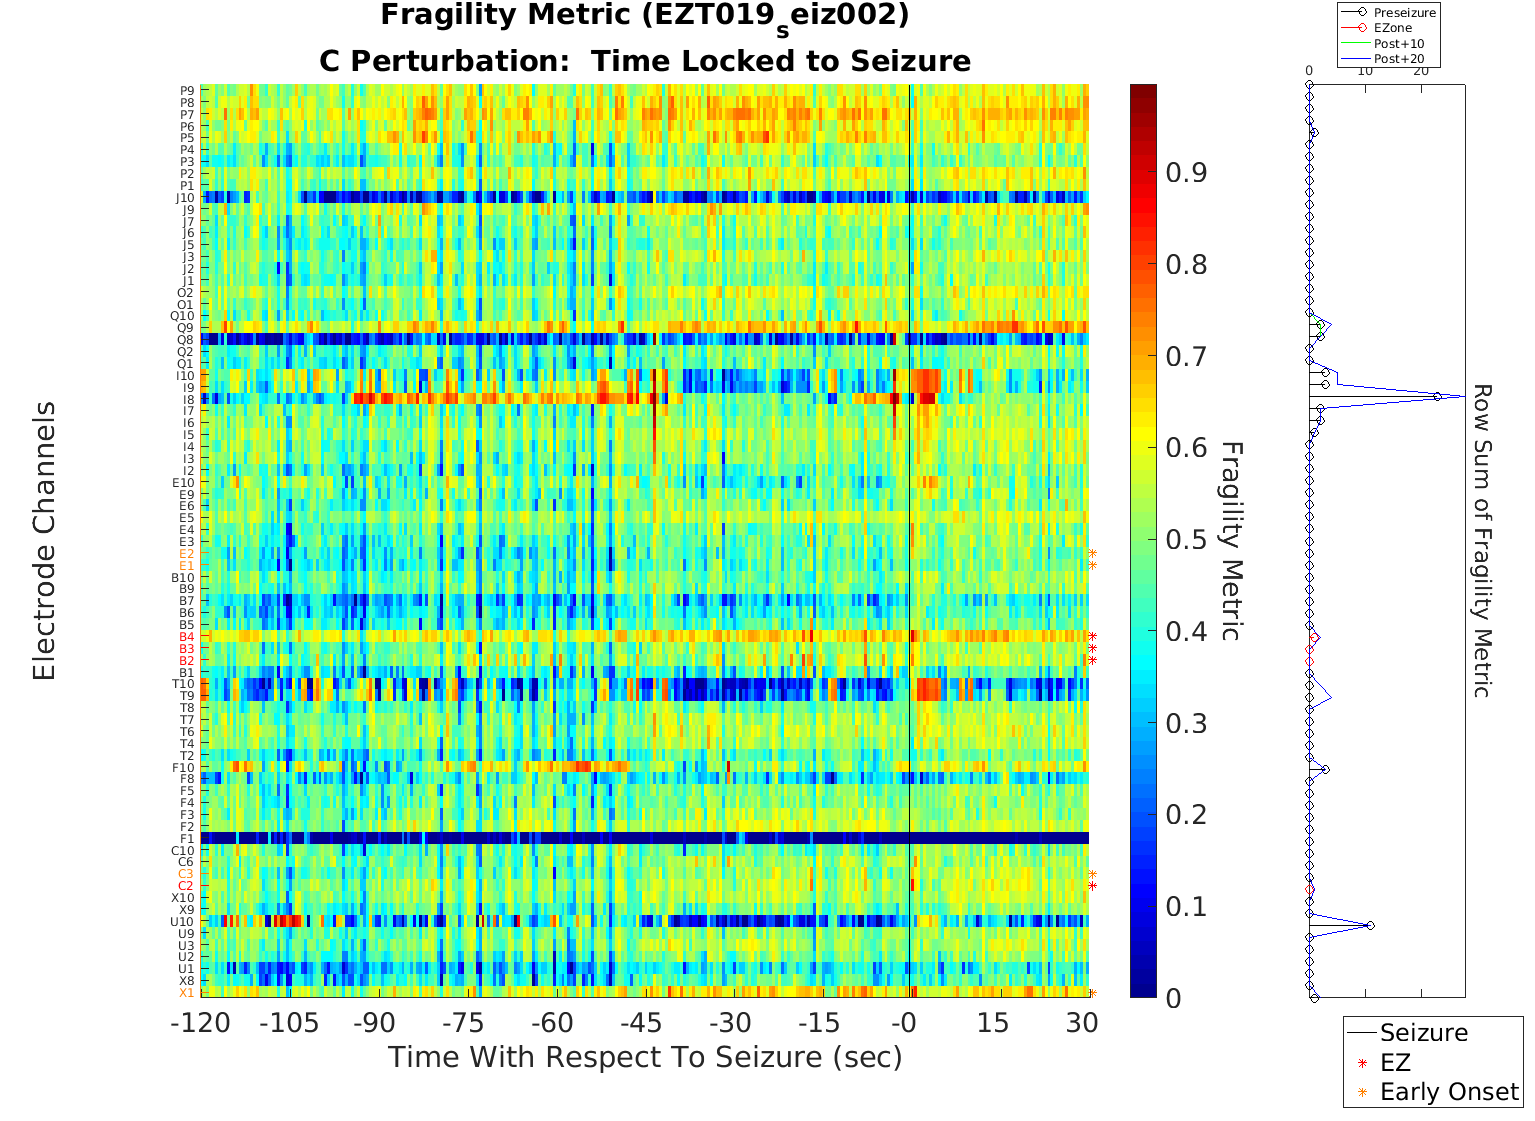 Fragility Metric (EZT019seiz002)
C Perturbation:  Time Locked to Seizure
Preseizure
EZone
Post+10
Post+20
0 10 20
Electrode Channels
P9
P8
P7
P6
P5
P4
P3
P2
P1
J10
J9
J7
J6
J5
J3
J2
J1
O2
O1
Q10
Q9
Q8
Q2
Q1
I10
I9
I8
I7
I6
I5
I4
I3
I2
E10
E9
E6
E5
E4
E3
E2
E1
B10
B9
B7
B6
B5
B4
B3
B2
B1
T10
T9
T8
T7
T6
T4
T2
F10
F8
F5
F4
F3
F2
F1
C10
C6
C3
C2
X10
X9
U10
U9
U3
U2
U1
X8
X1
-120 -105 -90 -75 -60 -45 -30 -15 -0 15 30
Time With Respect To Seizure (sec)
0.9
0.8
0.7
0.6
0.5
0.4
0.3
0.2
0.1
0
Fragility Metric
Row Sum of Fragility Metric
Seizure
EZ
Early Onset